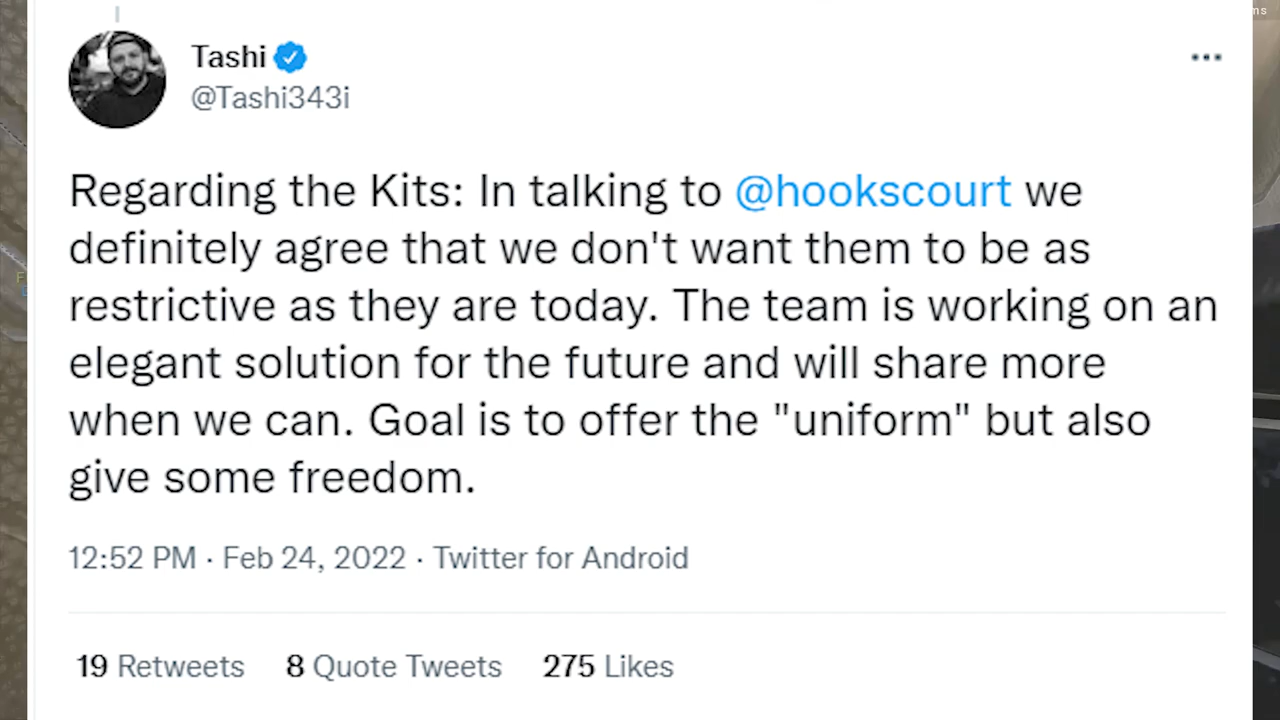 Tashi
@Tashi343i
Regarding the Kits: In talking to @hookscourt we
definitely agree that we don't want them to be as
restrictive as they are today. The team is working on an
elegant solution for the future and will share more
when we can. Goal is to offer the "uniform" but also
give some freedom.
12:52 PM · Feb 24, 2022 · Twitter for Android
19 Retweets 8 Quote Tweets 275 Likes